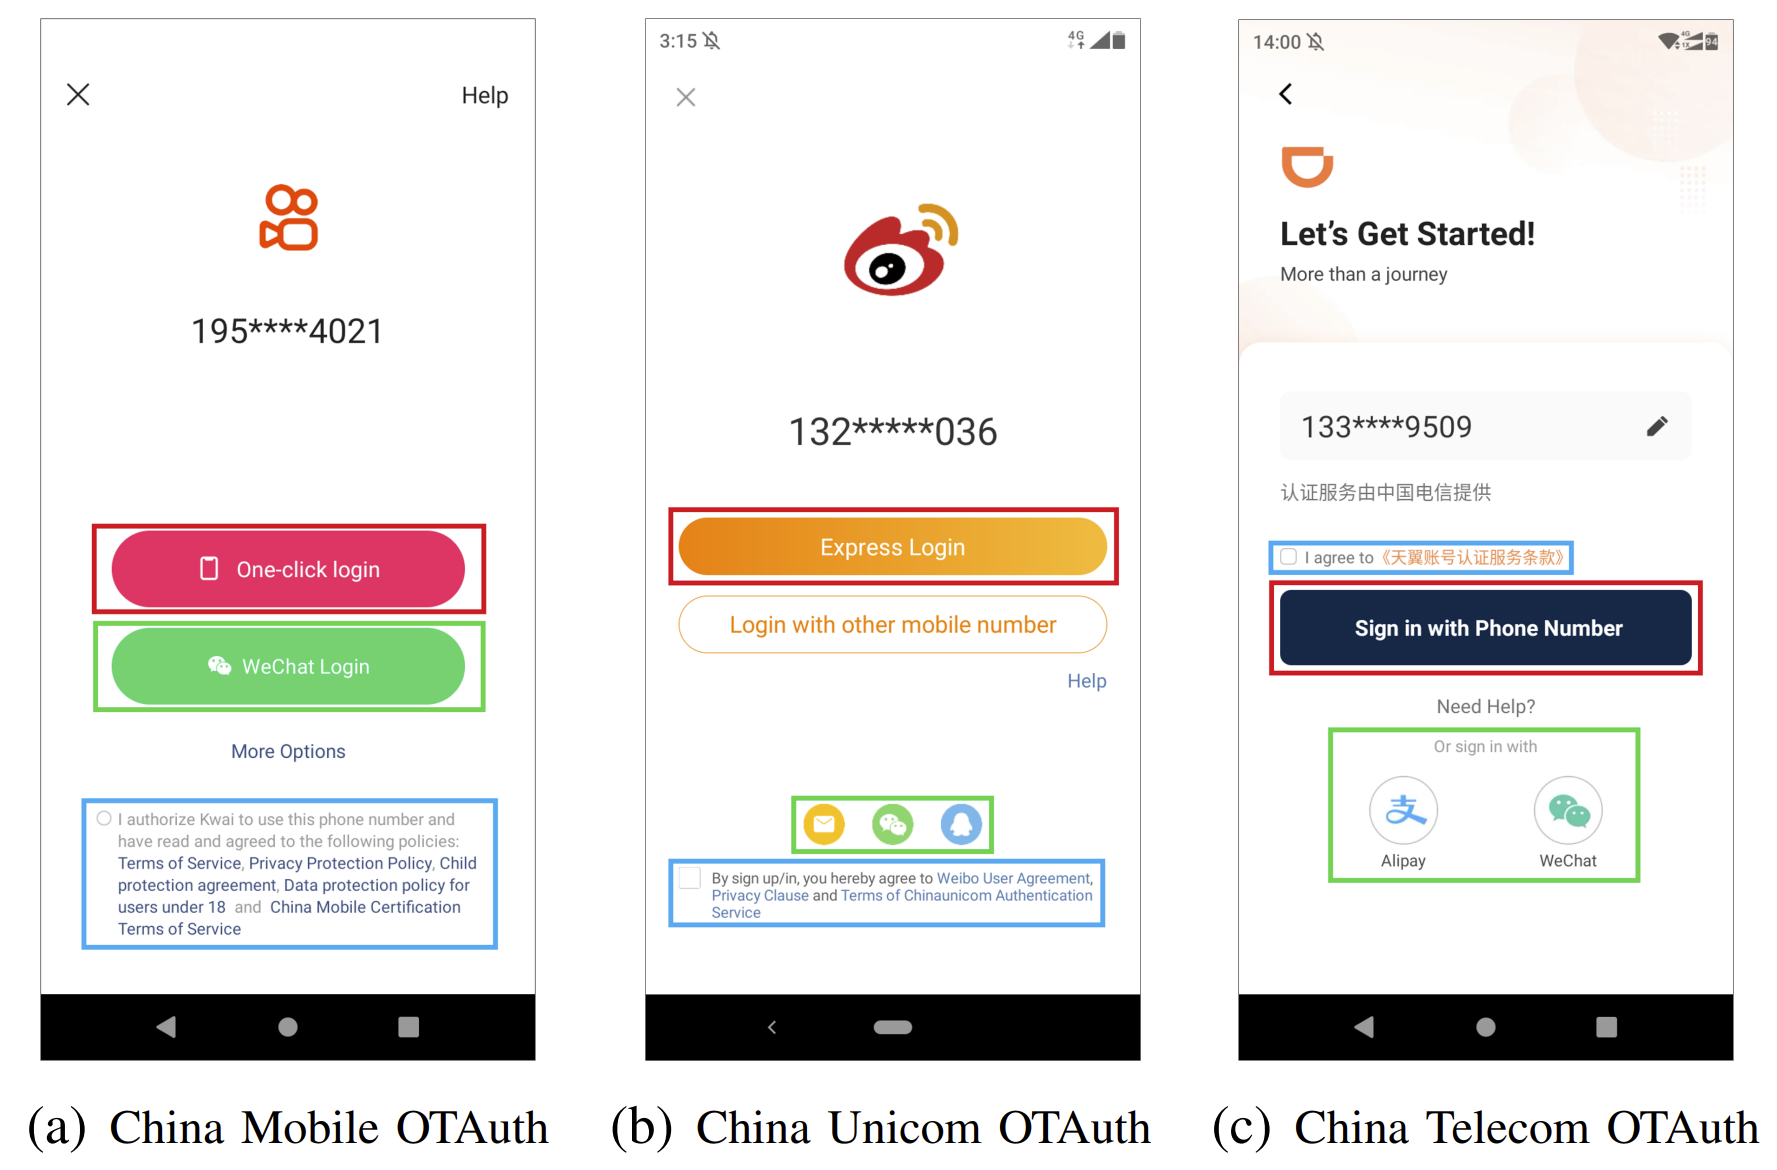 Help
195****4021
One-click login
WeChat Login
More Options
I authorize Kwai to use this phone number and
have read and agreed to the following policies:
Terms of Service, Privacy Protection Policy, Child
protection agreement, Data protection policy for
users under 18 and China Mobile Certification
Terms of Service
(a) China Mobile OTAuth
3:15
4G
132*****036
Express Login
Login with other mobile number
Help
By sign up/in, you hereby agree to Weibo User Agreement,
Privacy Clause and Terms of Chinaunicom Authentication
Service
(b) China Unicom OTAuth
14:00
4G
1X
94
Let's Get Started!
More than a journey
133****9509
认证服务由中国电信提供
I agree to《天翼账号认证服务条款》
Sign in with Phone Number
Need Help?
Or sign in with
支
Alipay
WeChat
(c) China Telecom OTAuth